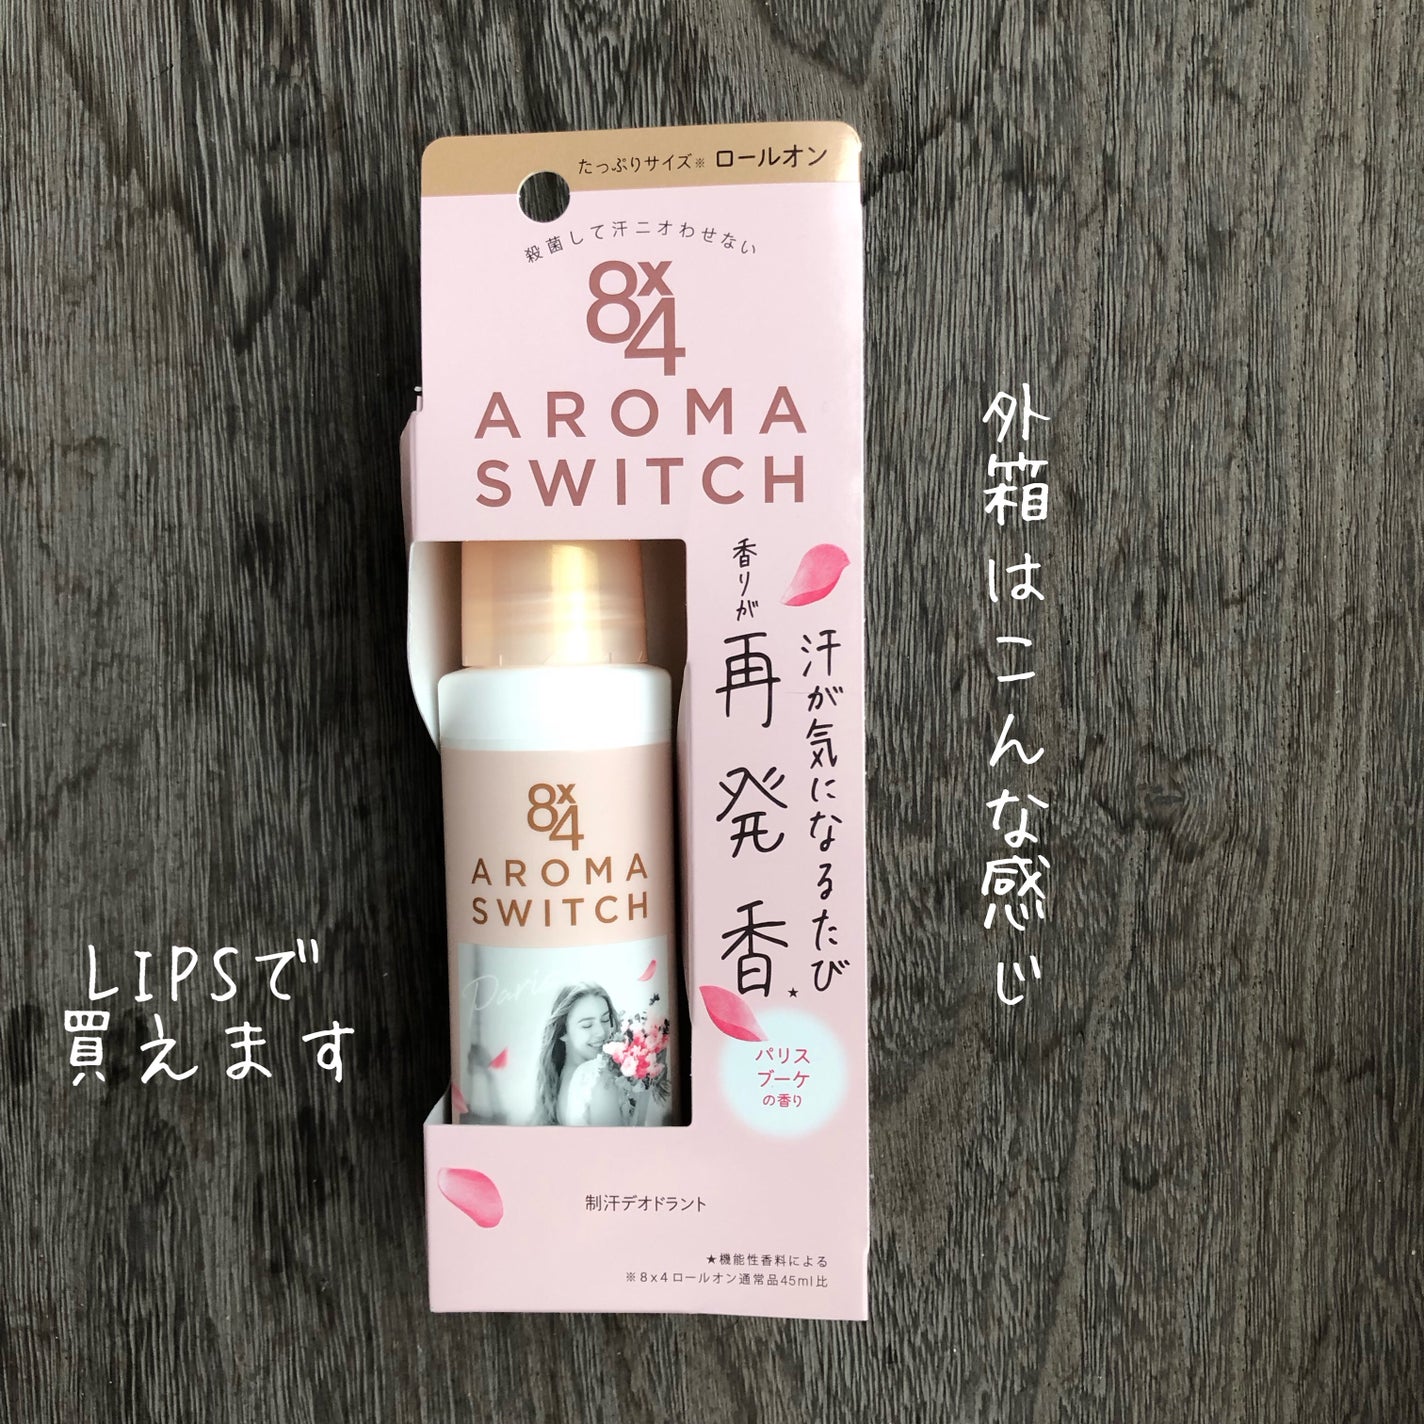 たっぷりサイズ※ ロールオン
殺菌して汗ニオわせない
8x4
AROMA
SWITCH
汗が気になるたび
香りが再発香★
パリス
ブーケ
の香り
8x4
AROMA
SWITCH
Paris
制汗デオドラント
★機能性香料による
※8x4ロールオン通常品45ml比
外箱はこんな感じ
LIPSで
買えます